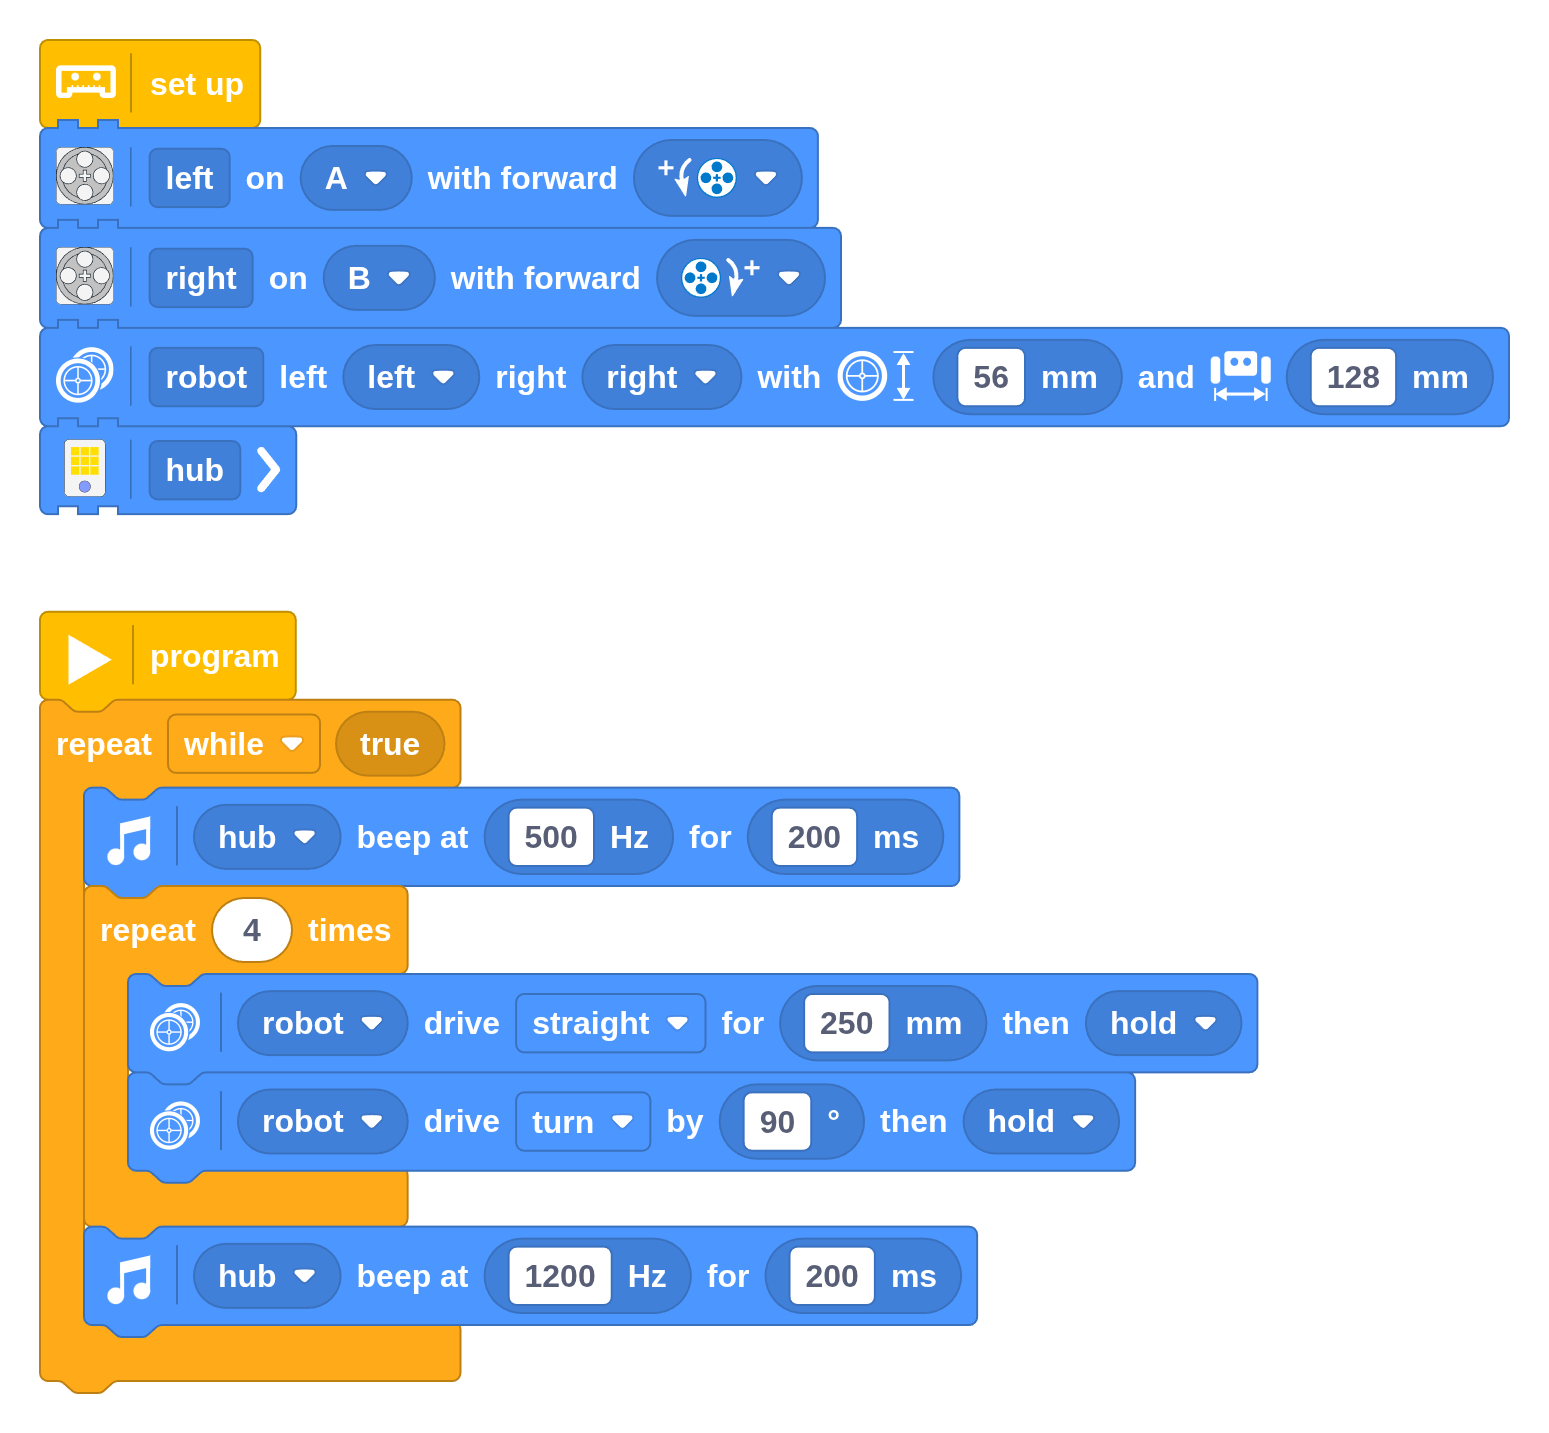 set up
left on A with forward +
right on B with forward +
robot left left right right with 56 mm and 128 mm
hub
program
repeat while true
hub beep at 500 Hz for 200 ms
repeat 4 times
robot drive straight for 250 mm then hold
robot drive turn by 90 ° then hold
hub beep at 1200 Hz for 200 ms